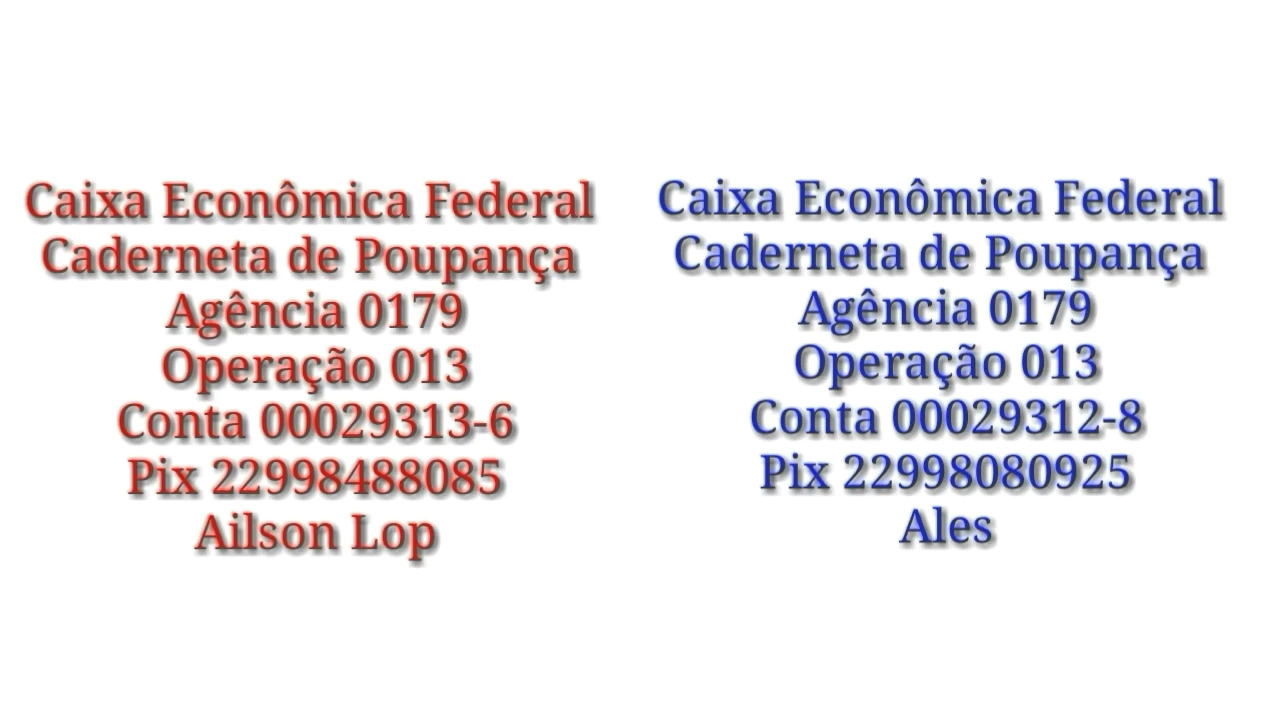 Caixa Econômica Federal
Caderneta de Poupança
Agência 0179
Operação 013
Conta 00029313-6
Pix 22998488085
Ailson Lop
Caixa Econômica Federal
Caderneta de Poupança
Agência 0179
Operação 013
Conta 00029312-8
Pix 22998080925
Ales